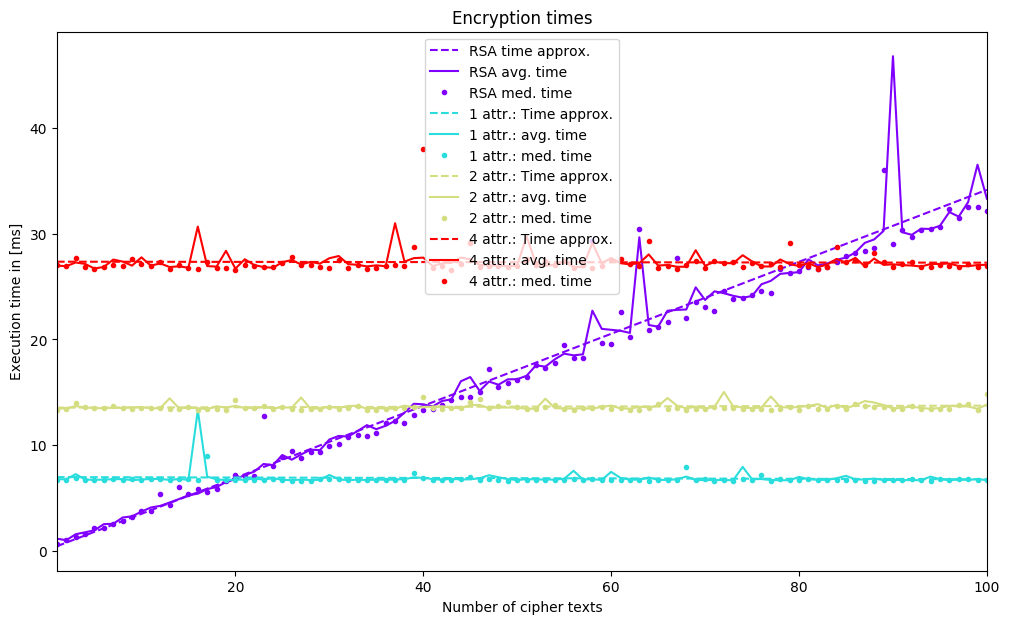 Encryption times
Execution time in [ms]
40
30
20
10
0
RSA time approx.
RSA avg. time
RSA med. time
1 attr.: Time approx.
1 attr.: avg. time
1 attr.: med. time
2 attr.: Time approx.
2 attr.: avg. time
2 attr.: med. time
4 attr.: Time approx.
4 attr.: avg. time
4 attr.: med. time
20
40
60
80
100
Number of cipher texts